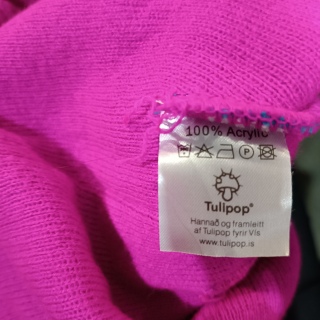 100% Acrylic
Tulipop®
Hannað og framleitt
af Tulipop fyrir Vís
www.tulipop.is